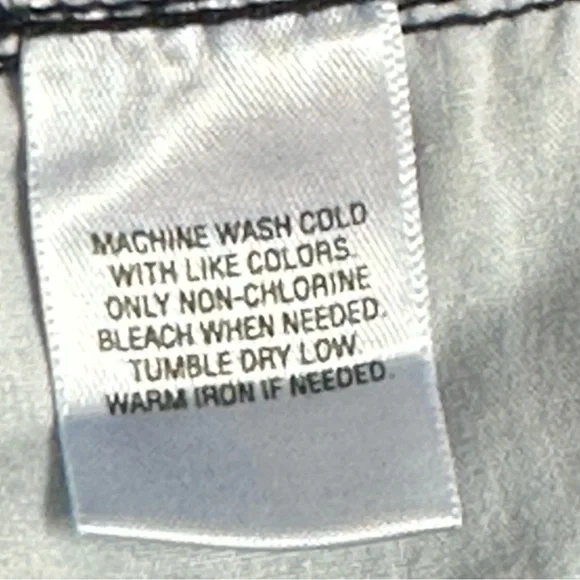 MACHINE WASH COLD
WITH LIKE COLORS.
ONLY NON-CHLORINE
BLEACH WHEN NEEDED.
TUMBLE DRY LOW.
WARM IRON IF NEEDED.